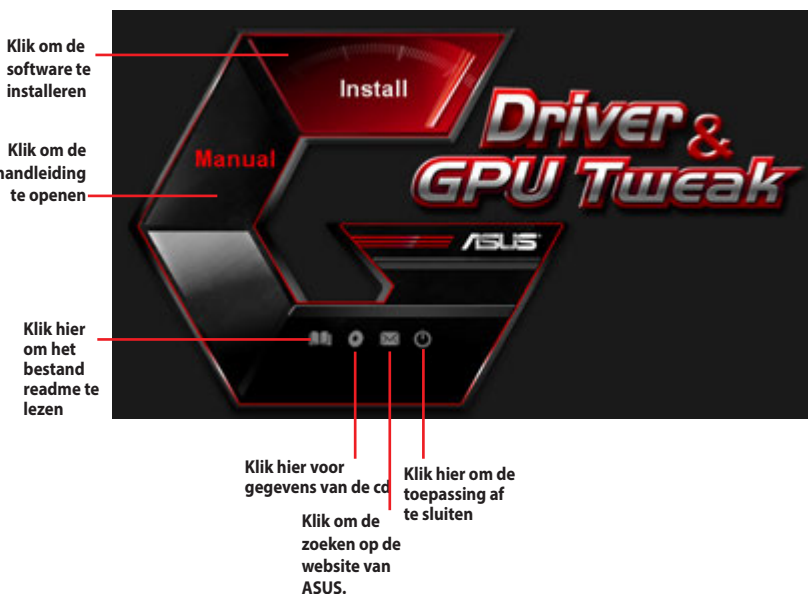 Klik om de
software te
installeren
Install
Klik om de
handleiding
te openen
Manual
Driver &
GPU Tweak
ASUS
Klik hier
om het
bestand
readme te
lezen
Klik hier voor
gegevens van de cd
Klik hier om de
toepassing af
te sluiten
Klik om de
zoeken op de
website van
ASUS.